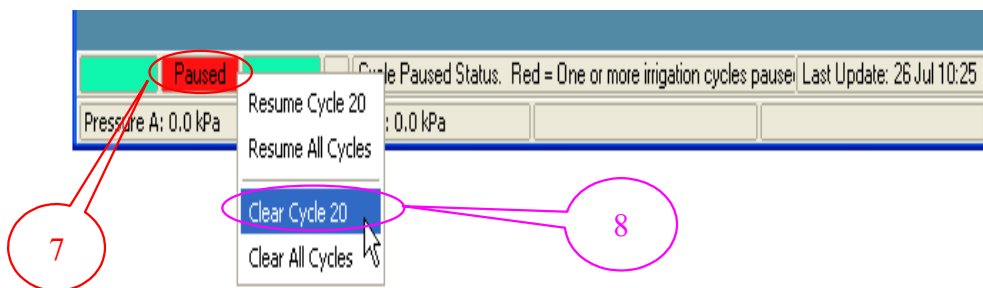 Paused
Cycle Paused Status. Red = One or more irrigation cycles paused
Last Update: 26 Jul 10:25
Pressure A: 0.0 kPa
: 0.0 kPa
Resume Cycle 20
Resume All Cycles
Clear Cycle 20
Clear All Cycles
7
8